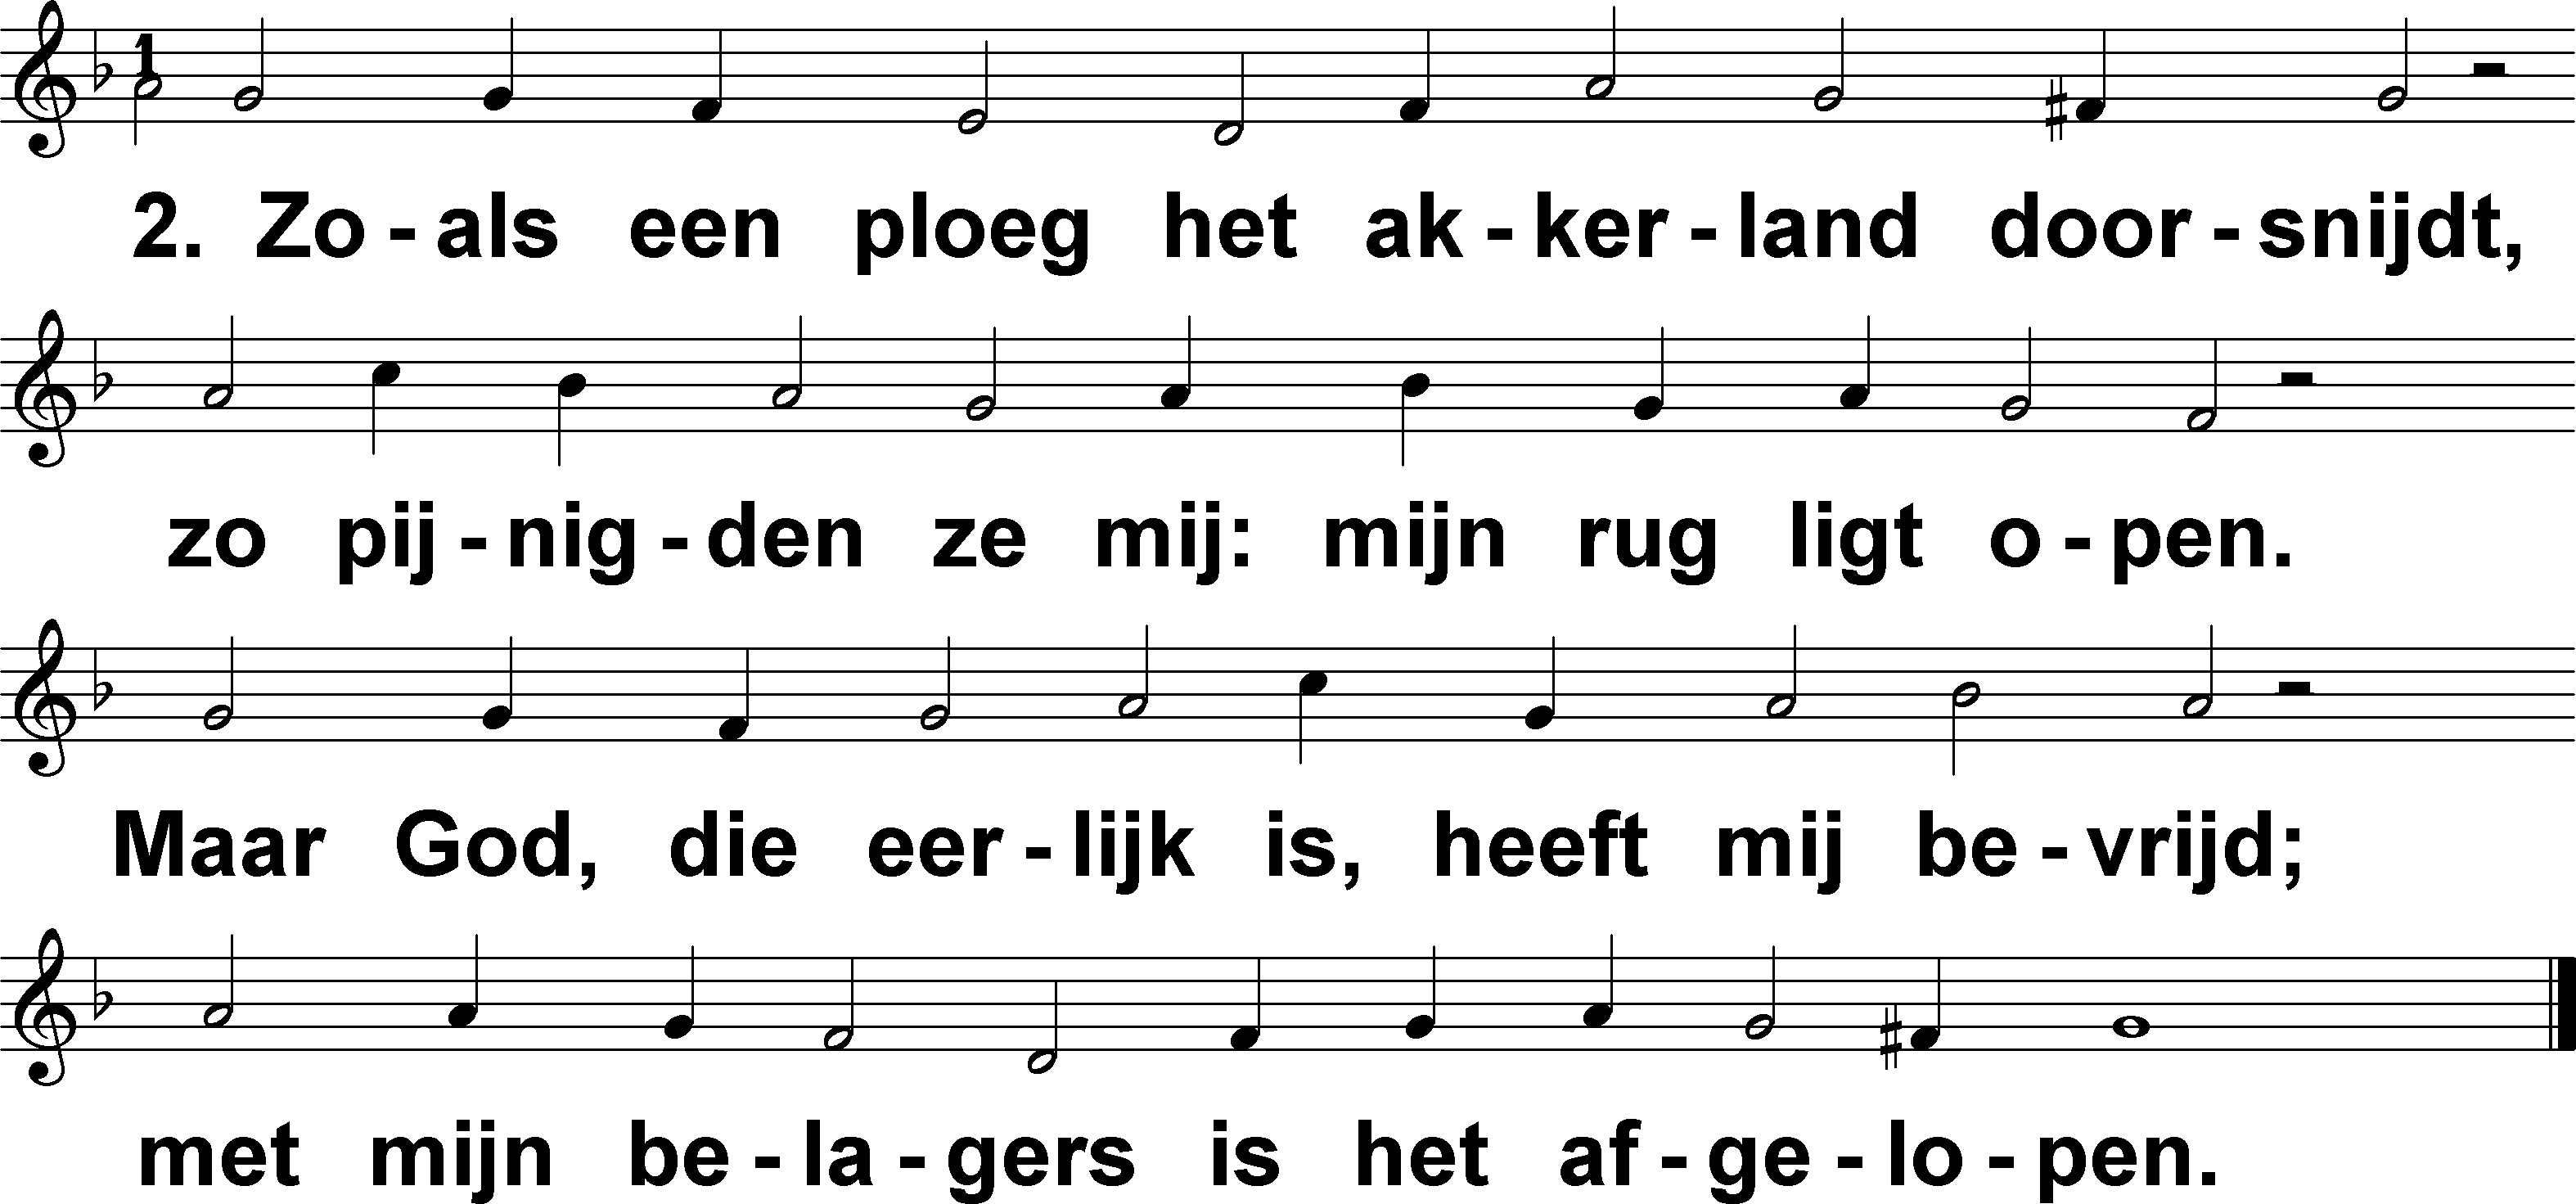 1
2. Zo - als een ploeg het ak - ker - land door - snijdt,
zo pij - nig - den ze mij: mijn rug ligt o - pen.
Maar God, die eer - lijk is, heeft mij be - vrijd;
met mijn be - la - gers is het af - ge - lo - pen.